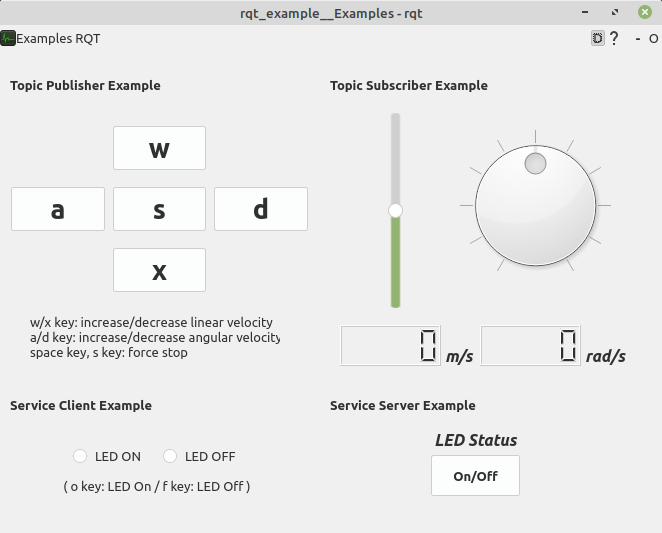 rqt_example__Examples - rqt
Examples RQT
D ? - O
Topic Publisher Example
w
a s d
x
w/x key: increase/decrease linear velocity
a/d key: increase/decrease angular velocity
space key, s key: force stop
Topic Subscriber Example
0 m/s 0 rad/s
Service Client Example
LED ON LED OFF
( o key: LED On / f key: LED Off )
Service Server Example
LED Status
On/Off